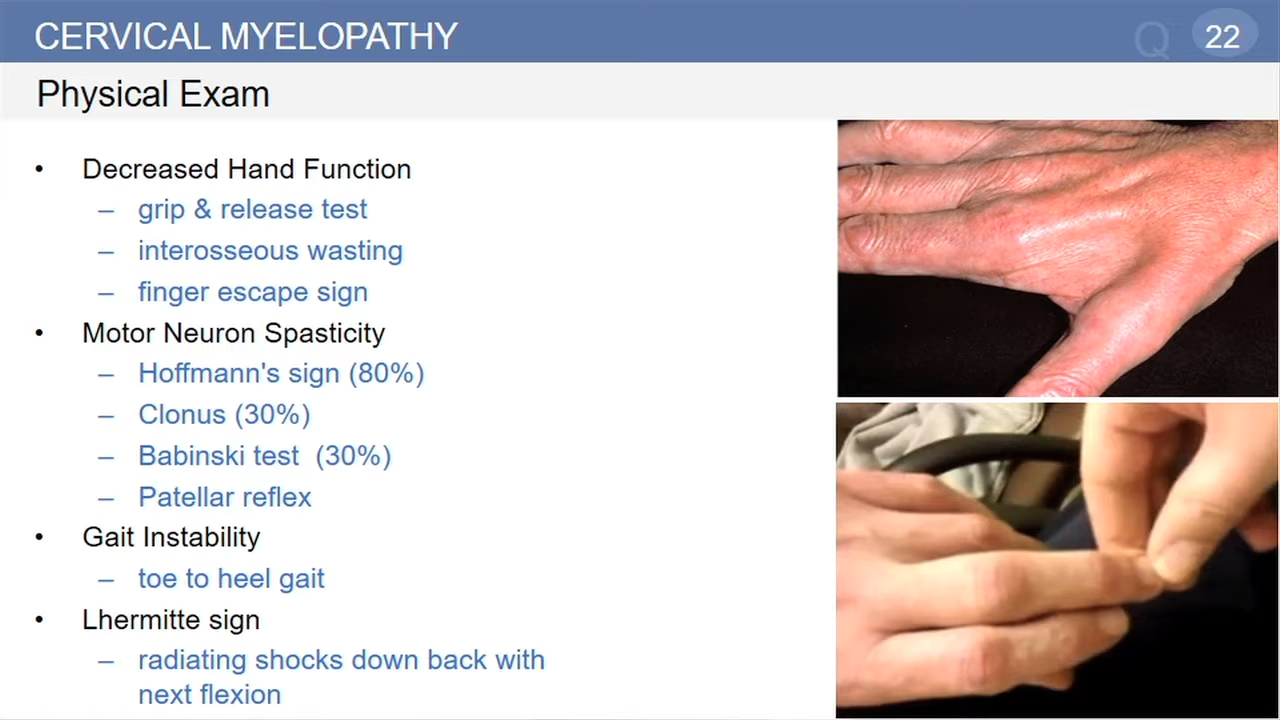 CERVICAL MYELOPATHY
Q 22
Physical Exam
• Decreased Hand Function
– grip & release test
– interosseous wasting
– finger escape sign
• Motor Neuron Spasticity
– Hoffmann's sign (80%)
– Clonus (30%)
– Babinski test (30%)
– Patellar reflex
• Gait Instability
– toe to heel gait
• Lhermitte sign
– radiating shocks down back with
next flexion